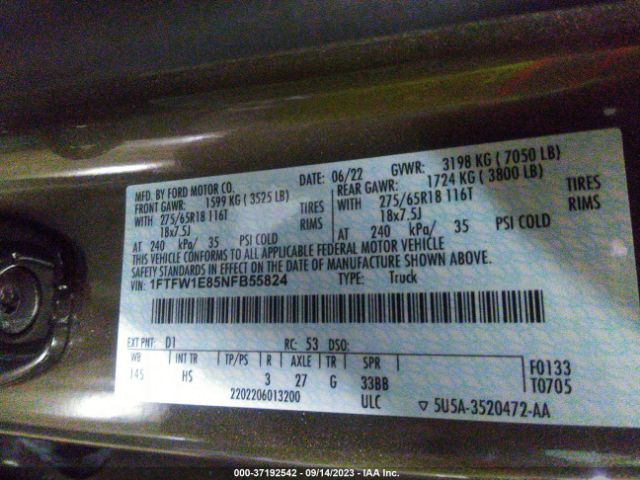 MFD. BY FORD MOTOR CO.
DATE: 06/22 GVWR: 3198 KG ( 7050 LB)
FRONT GAWR: 1599 KG ( 3525 LB) REAR GAWR: 1724 KG ( 3800 LB)
WITH 275/65R18 116T TIRES WITH 275/65R18 116T TIRES
18x7.5J RIMS 18x7.5J RIMS
AT 240 kPa/ 35 PSI COLD AT 240 kPa/ 35 PSI COLD
THIS VEHICLE CONFORMS TO ALL APPLICABLE FEDERAL MOTOR VEHICLE
SAFETY STANDARDS IN EFFECT ON THE DATE OF MANUFACTURE SHOWN ABOVE.
VIN: 1FTFW1E85NFB55824 TYPE: Truck
EXT PNT: D1 RC: 53 DSO:
WB INT TR TP/PS R AXLE TR SPR F0133
145 HS 3 27 G 33BB T0705
2202206013200 ULC ▽ 5U5A-3520472-AA
000-37192542 - 09/14/2023 - IAA Inc.